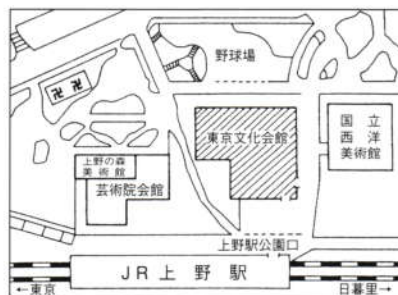 野球場
卍 卍
東京文化会館
国立
西洋
美術館
上野の森
美術館
芸術院会館
上野駅公園口
JR上野駅
←東京
日暮里→